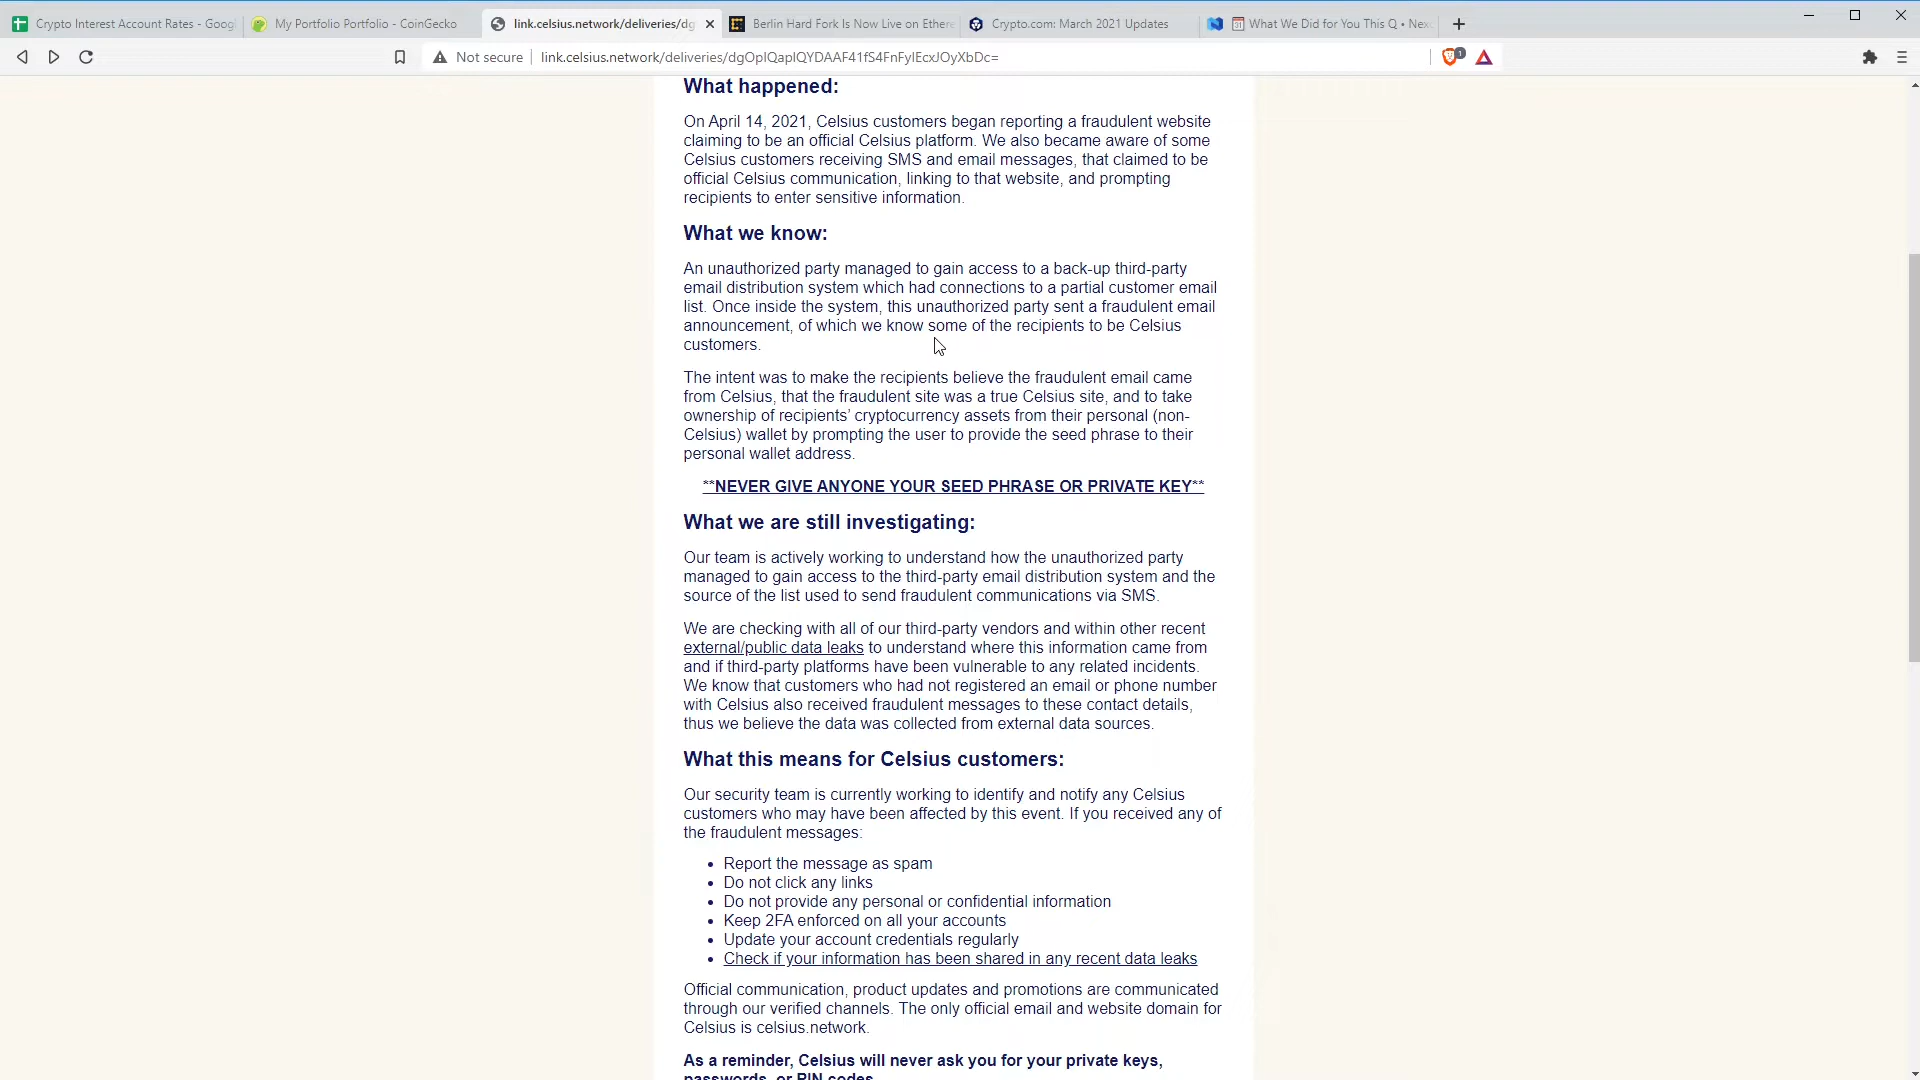 Crypto Interest Account Rates - Goog
My Portfolio Portfolio - CoinGecko
link.celsius.network/deliveries/dg
Berlin Hard Fork Is Now Live on Ethere
Crypto.com: March 2021 Updates
What We Did for You This Q • Nex
Not secure
link.celsius.network/deliveries/dgOpIQapIQYDAAF41fS4FnFyIEcxJOyXbDc=
1
What happened:
On April 14, 2021, Celsius customers began reporting a fraudulent website
claiming to be an official Celsius platform. We also became aware of some
Celsius customers receiving SMS and email messages, that claimed to be
official Celsius communication, linking to that website, and prompting
recipients to enter sensitive information.
What we know:
An unauthorized party managed to gain access to a back-up third-party
email distribution system which had connections to a partial customer email
list. Once inside the system, this unauthorized party sent a fraudulent email
announcement, of which we know some of the recipients to be Celsius
customers.
The intent was to make the recipients believe the fraudulent email came
from Celsius, that the fraudulent site was a true Celsius site, and to take
ownership of recipients’ cryptocurrency assets from their personal (non-
Celsius) wallet by prompting the user to provide the seed phrase to their
personal wallet address.
**NEVER GIVE ANYONE YOUR SEED PHRASE OR PRIVATE KEY**
What we are still investigating:
Our team is actively working to understand how the unauthorized party
managed to gain access to the third-party email distribution system and the
source of the list used to send fraudulent communications via SMS.
We are checking with all of our third-party vendors and within other recent
external/public data leaks to understand where this information came from
and if third-party platforms have been vulnerable to any related incidents.
We know that customers who had not registered an email or phone number
with Celsius also received fraudulent messages to these contact details,
thus we believe the data was collected from external data sources.
What this means for Celsius customers:
Our security team is currently working to identify and notify any Celsius
customers who may have been affected by this event. If you received any of
the fraudulent messages:
• Report the message as spam
• Do not click any links
• Do not provide any personal or confidential information
• Keep 2FA enforced on all your accounts
• Update your account credentials regularly
• Check if your information has been shared in any recent data leaks
Official communication, product updates and promotions are communicated
through our verified channels. The only official email and website domain for
Celsius is celsius.network.
As a reminder, Celsius will never ask you for your private keys,
passwords, or PIN codes.